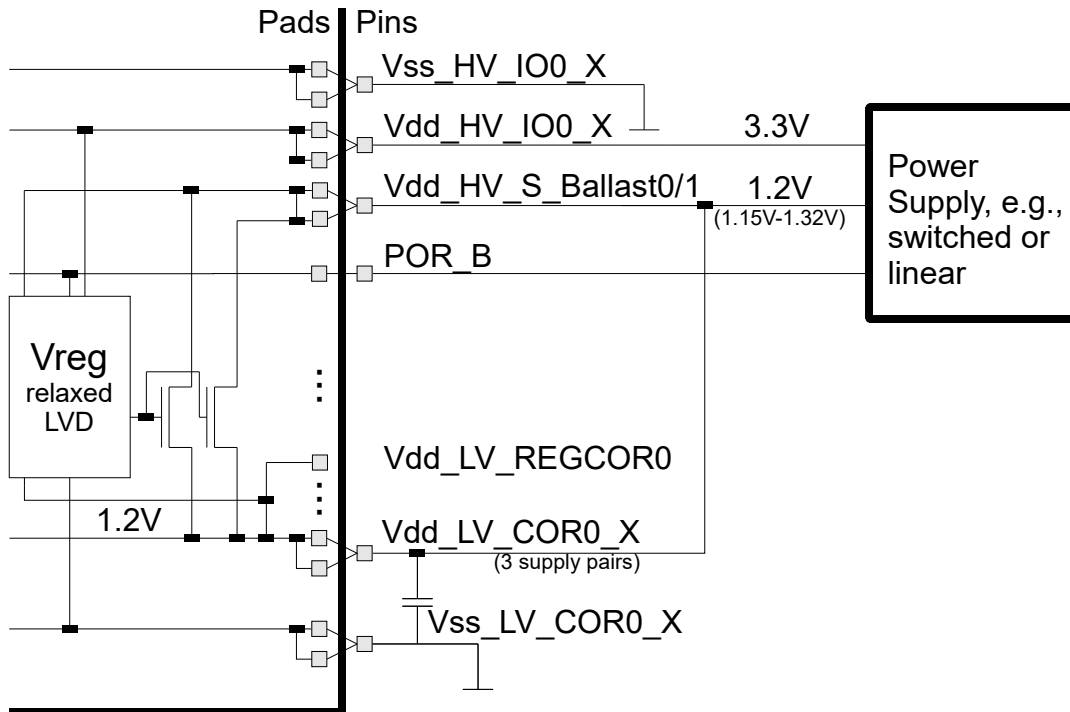 Pads Pins
Vss_HV_IO0_X
Vdd_HV_IO0_X
3.3V
Vdd_HV_S_Ballast0/1
1.2V
(1.15V-1.32V)
POR_B
Power
Supply, e.g.,
switched or
linear
Vreg
relaxed
LVD
Vdd_LV_REGCOR0
1.2V
Vdd_LV_COR0_X
(3 supply pairs)
Vss_LV_COR0_X